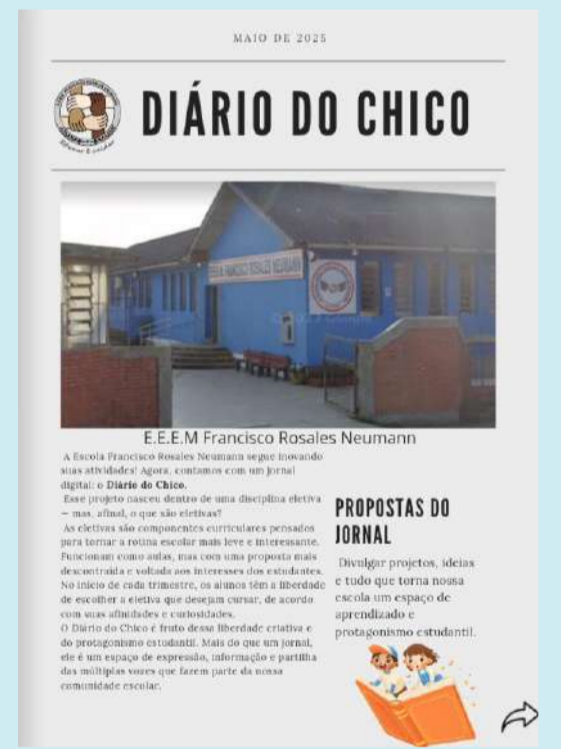 MAIO DE 2025
DIÁRIO DO CHICO
E.E.E.M FRANCISCO ROSALES NEUMANN
E.E.E.M Francisco Rosales Neumann
A Escola Francisco Rosales Neumann segue inovando
suas atividades! Agora, contamos com um jornal
digital: o Diário do Chico.
Esse projeto nasceu dentro de uma disciplina eletiva
— mas, afinal, o que são eletivas?
As eletivas são componentes curriculares pensados
para tornar a rotina escolar mais leve e interessante.
Funcionam como aulas, mas com uma proposta mais
descontraída e voltada aos interesses dos estudantes.
No início de cada trimestre, os alunos têm a liberdade
de escolher a eletiva que desejam cursar, de acordo
com suas afinidades e curiosidades.
O Diário do Chico é fruto dessa liberdade criativa e
do protagonismo estudantil. Mais do que um jornal,
ele é um espaço de expressão, informação e partilha
das múltiplas vozes que fazem parte da nossa
comunidade escolar.
PROPOSTAS DO
JORNAL
Divulgar projetos, ideias
e tudo que torna nossa
escola um espaço de
aprendizado e
protagonismo estudantil.